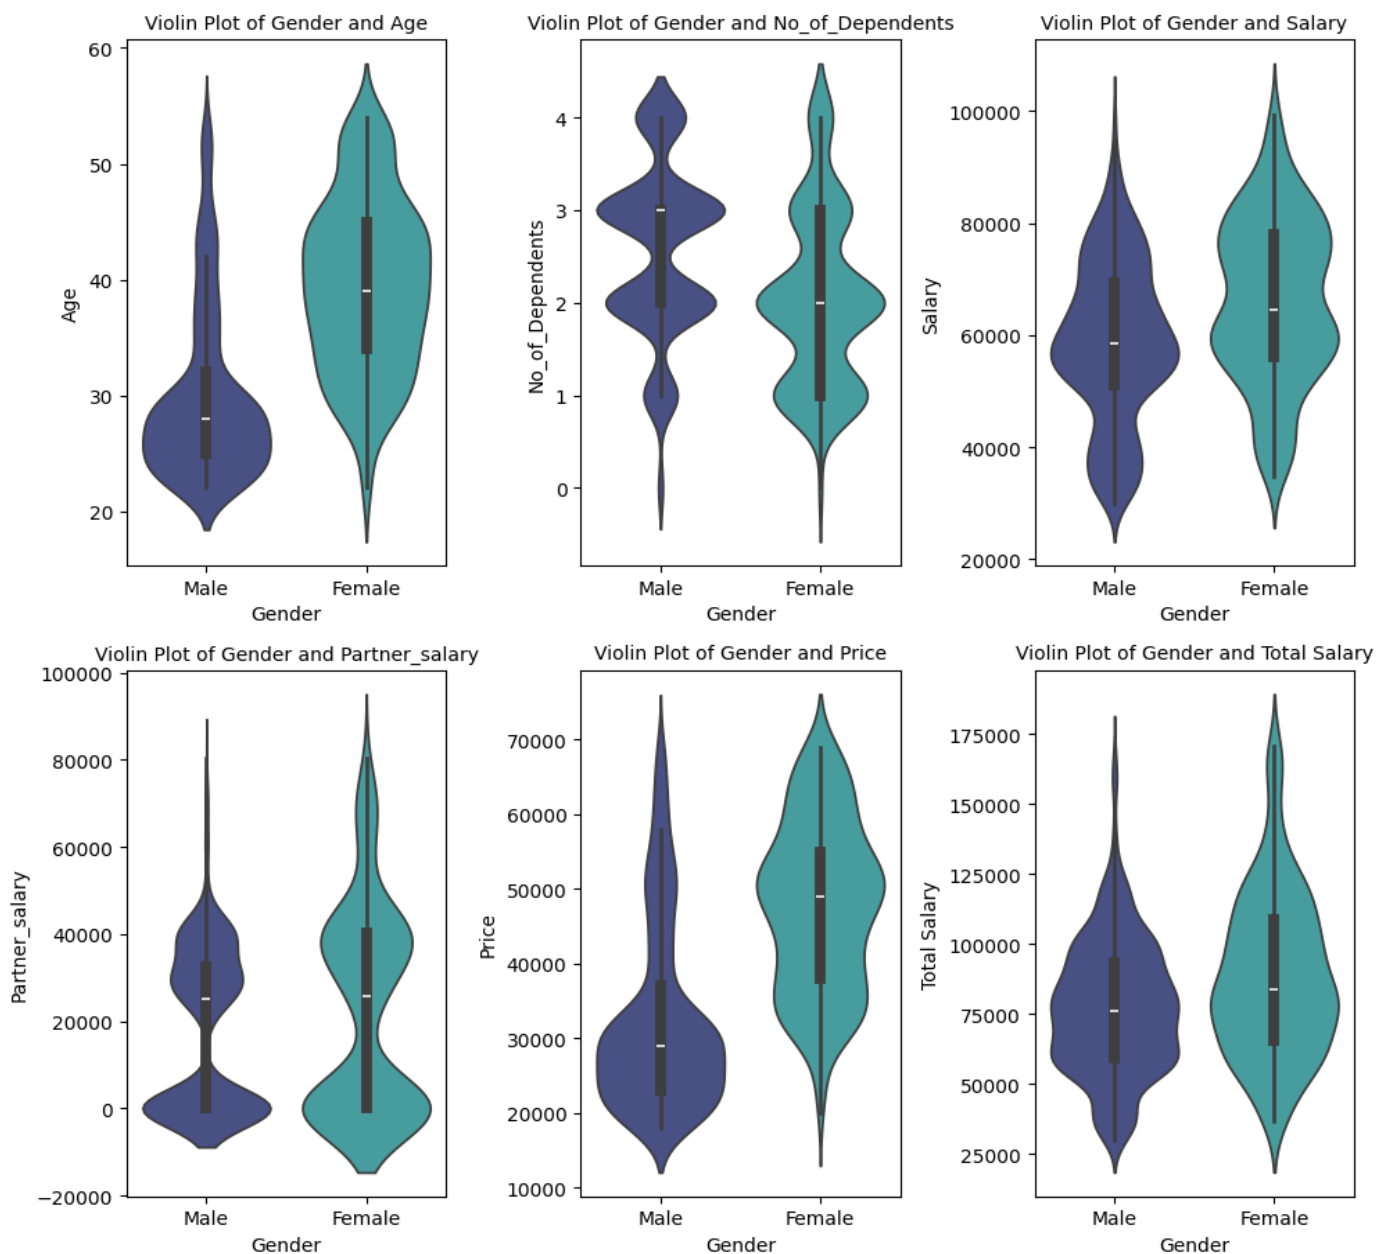 Violin Plot of Gender and Age
60
50
40
30
20
Age
Male Female
Gender
Violin Plot of Gender and No_of_Dependents
4
3
2
1
0
No_of_Dependents
Male Female
Gender
Violin Plot of Gender and Salary
100000
80000
60000
40000
20000
Salary
Male Female
Gender
Violin Plot of Gender and Partner_salary
100000
80000
60000
40000
20000
0
−20000
Partner_salary
Male Female
Gender
Violin Plot of Gender and Price
70000
60000
50000
40000
30000
20000
10000
Price
Male Female
Gender
Violin Plot of Gender and Total Salary
175000
150000
125000
100000
75000
50000
25000
Total Salary
Male Female
Gender